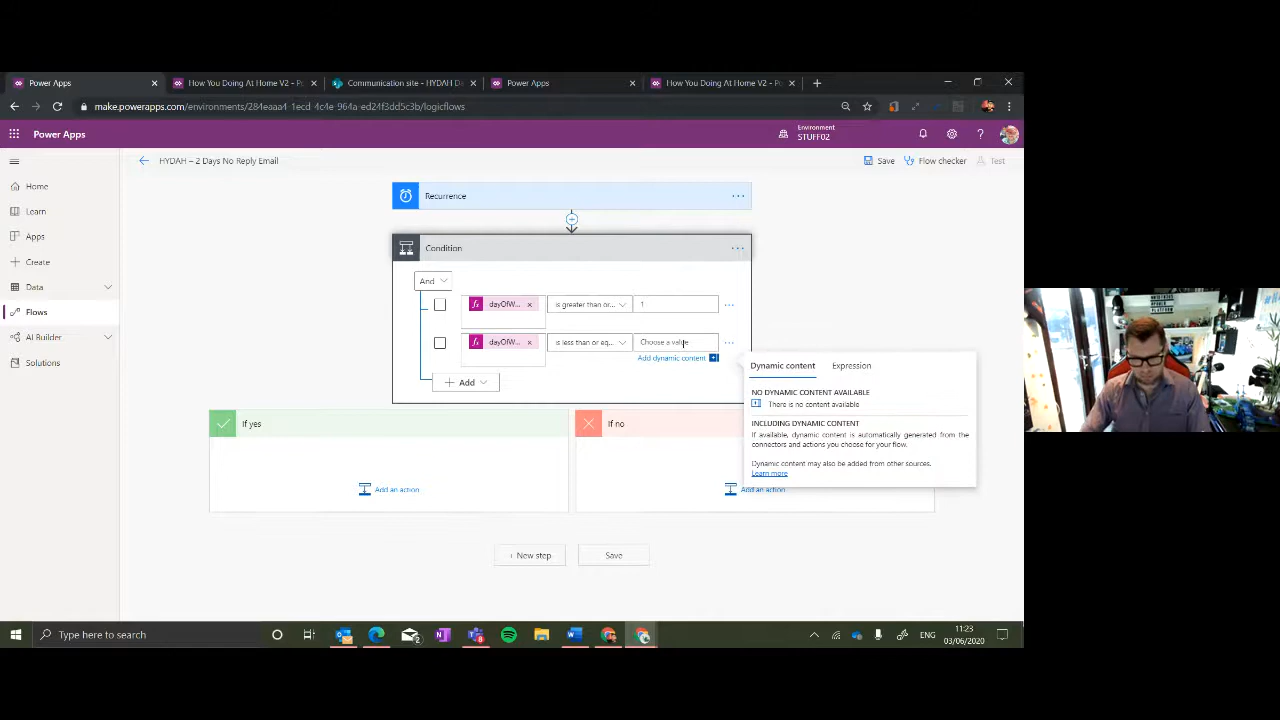 Power Apps
How You Doing At Home V2 - Po
Communication site - HYDAH Da
Power Apps
How You Doing At Home V2 - Po
make.powerapps.com/environments/284eaaa4-1ecd-4c4e-964a-ed24f3dd5c3b/logicflows
Power Apps
Environment
STUFF02
HYDAH – 2 Days No Reply Email
Save
Flow checker
Test
Home
Learn
Apps
Create
Data
Flows
AI Builder
Solutions
Recurrence
Condition
And
dayOfW...
is greater than or...
1
dayOfW...
is less than or eq...
Choose a value
Add dynamic content
Add
If yes
Add an action
If no
Add an action
Dynamic content
Expression
NO DYNAMIC CONTENT AVAILABLE
There is no content available
INCLUDING DYNAMIC CONTENT
If available, dynamic content is automatically generated from the
connectors and actions you choose for your flow.
Dynamic content may also be added from other sources.
Learn more
+ New step
Save
Type here to search
ENG
11:23
03/06/2020